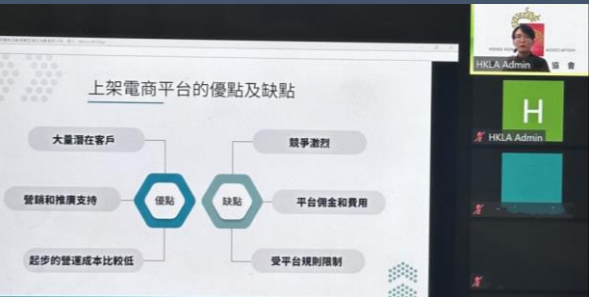 上架電商平台的優點及缺點
大量潛在客戶
營銷和推廣支持
起步的營運成本比較低
優點
缺點
競爭激烈
平台佣金和費用
受平台規則限制
HKLA Admin
協 會
H
HKLA Admin